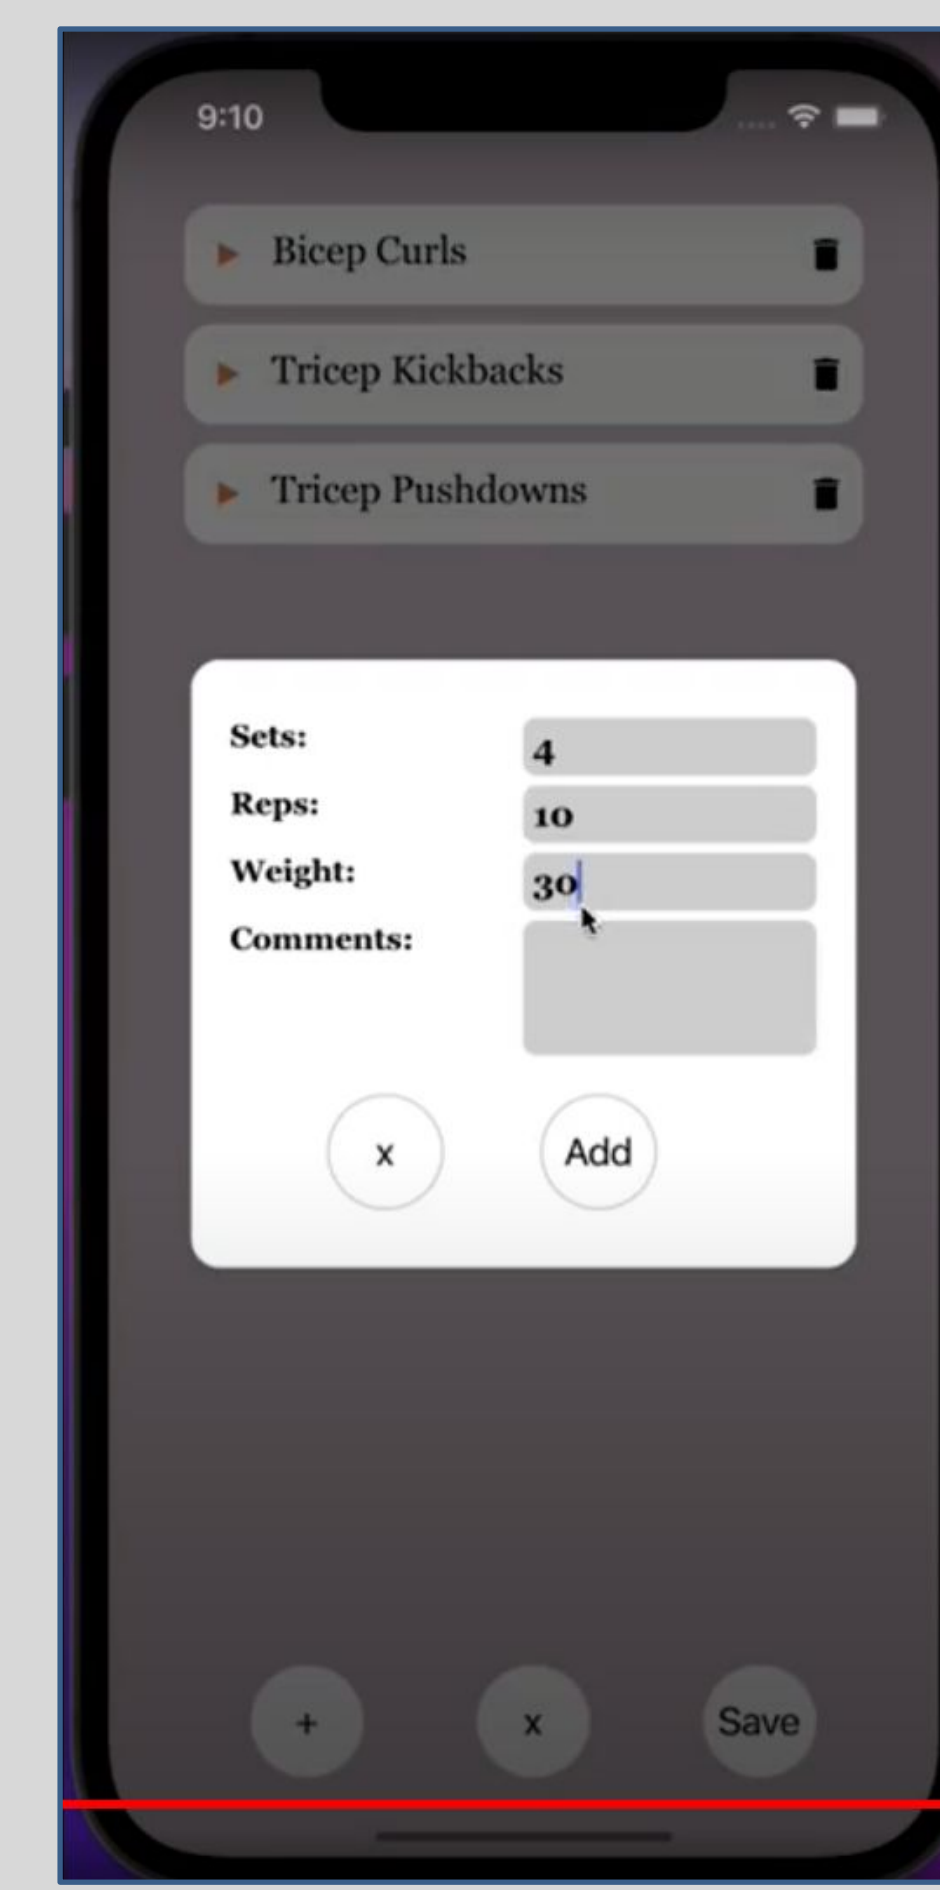 9:10
Bicep Curls
Tricep Kickbacks
Tricep Pushdowns
Sets: 4
Reps: 10
Weight: 30
Comments:
x Add
+ x Save